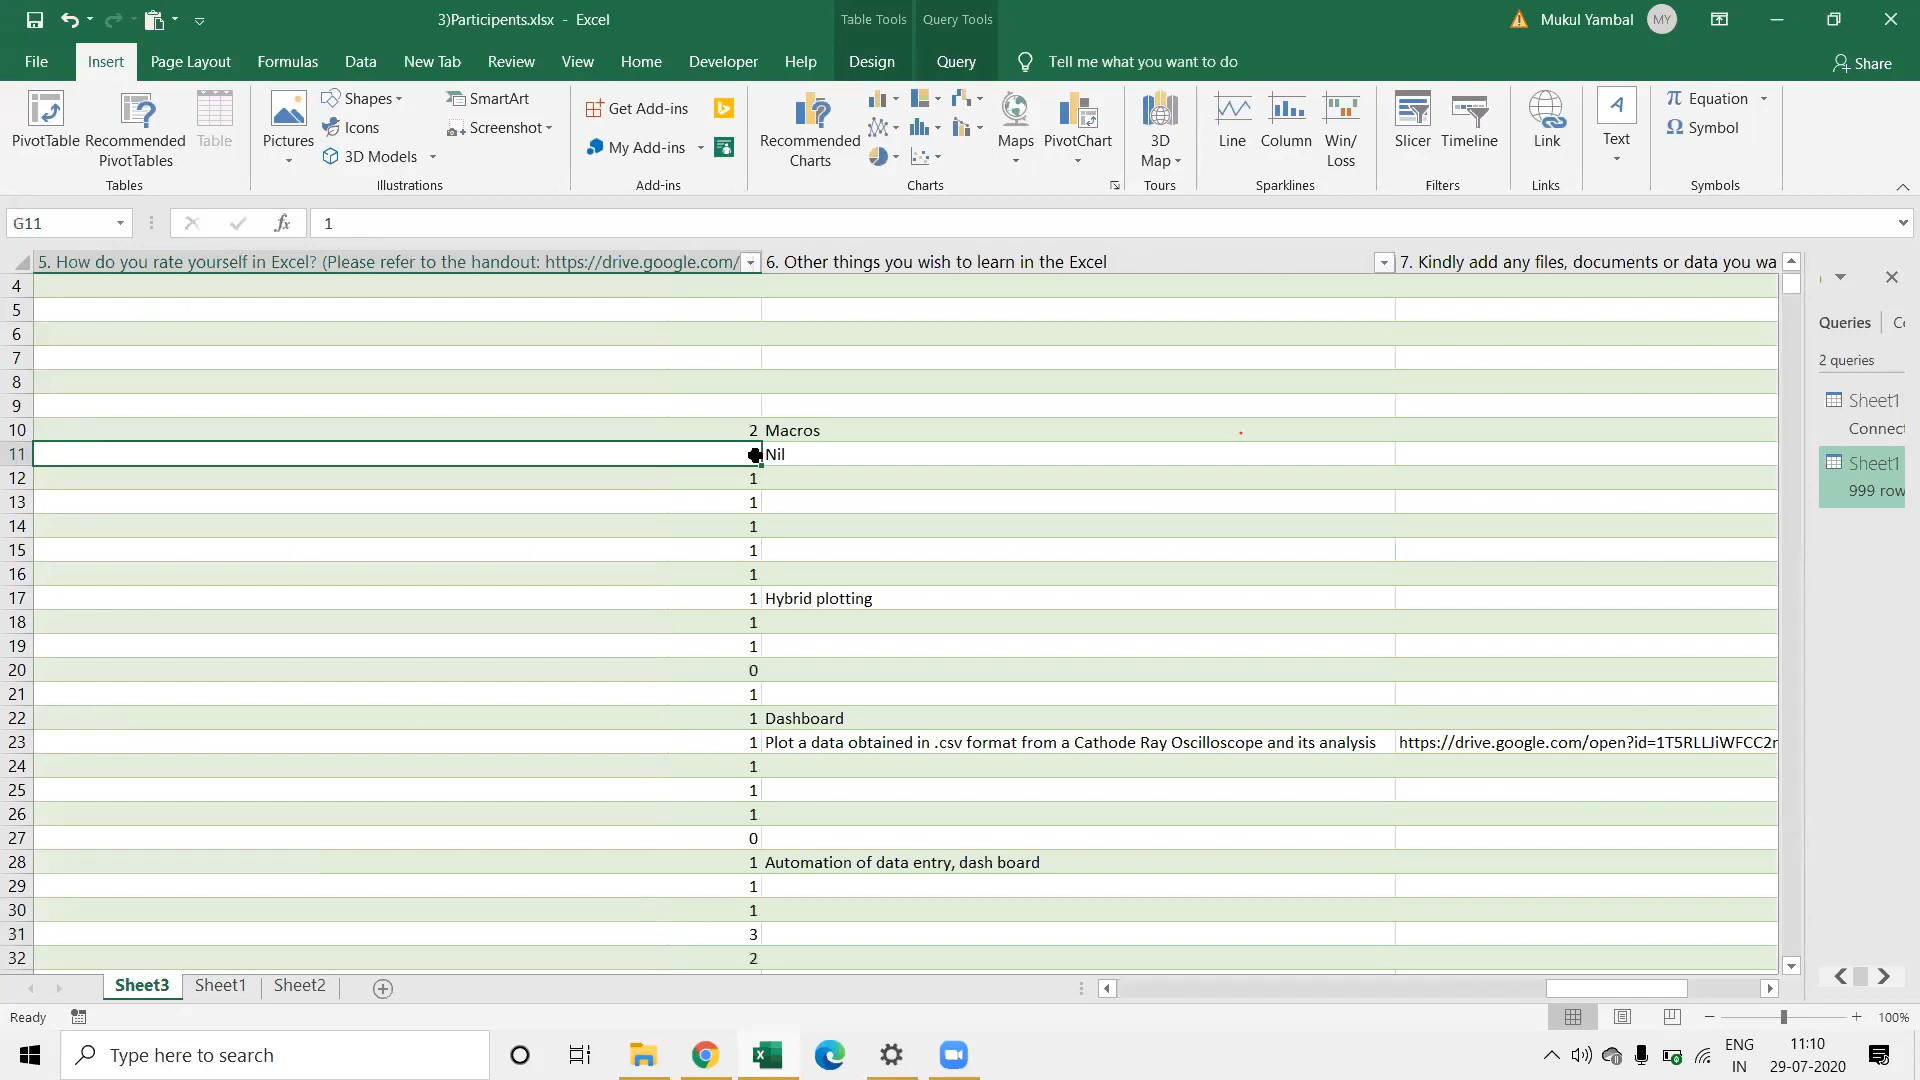 3)Participents.xlsx - Excel
Table Tools
Query Tools
Mukul Yambal
MY
File
Insert
Page Layout
Formulas
Data
New Tab
Review
View
Home
Developer
Help
Design
Query
Tell me what you want to do
Share
PivotTable
Recommended
PivotTables
Table
Tables
Pictures
Shapes
Icons
3D Models
SmartArt
Screenshot
Illustrations
Get Add-ins
My Add-ins
Add-ins
Recommended
Charts
Maps
PivotChart
Charts
3D
Map
Tours
Line
Column
Win/
Loss
Sparklines
Slicer
Timeline
Filters
Link
Links
Text
Equation
Symbol
Symbols
G11
fx
1
5. How do you rate yourself in Excel? (Please refer to the handout: https://drive.google.com/
6. Other things you wish to learn in the Excel
7. Kindly add any files, documents or data you wa
4
5
6
7
8
9
10 2 Macros
11 Nil
12 1
13 1
14 1
15 1
16 1
17 1 Hybrid plotting
18 1
19 1
20 0
21 1
22 1 Dashboard
23 1 Plot a data obtained in .csv format from a Cathode Ray Oscilloscope and its analysis https://drive.google.com/open?id=1T5RLLJiWFCC2r
24 1
25 1
26 1
27 0
28 1 Automation of data entry, dash board
29 1
30 1
31 3
32 2
Queries
2 queries
Sheet1
Connect
Sheet1
999 row
Sheet3
Sheet1
Sheet2
Ready
100%
Type here to search
ENG
IN
11:10
29-07-2020